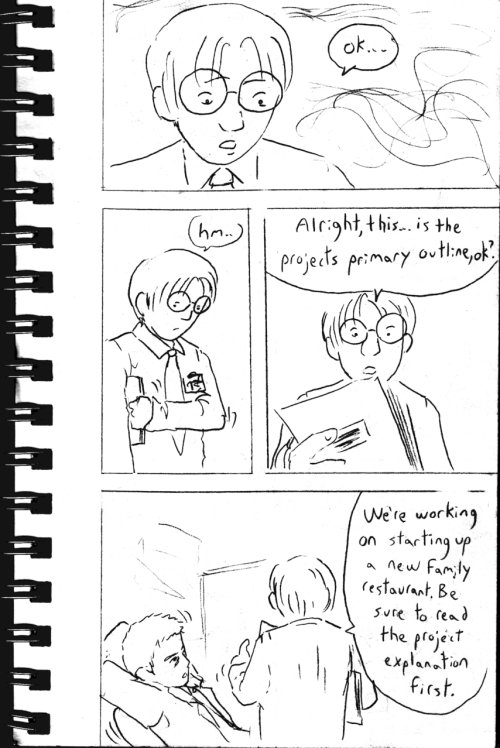 ok...
hm..
Alright, this... is the
projects primary outline, ok?
We're working
on starting up
a new Family
restaurant. Be
sure to read
the project
explanation
first.